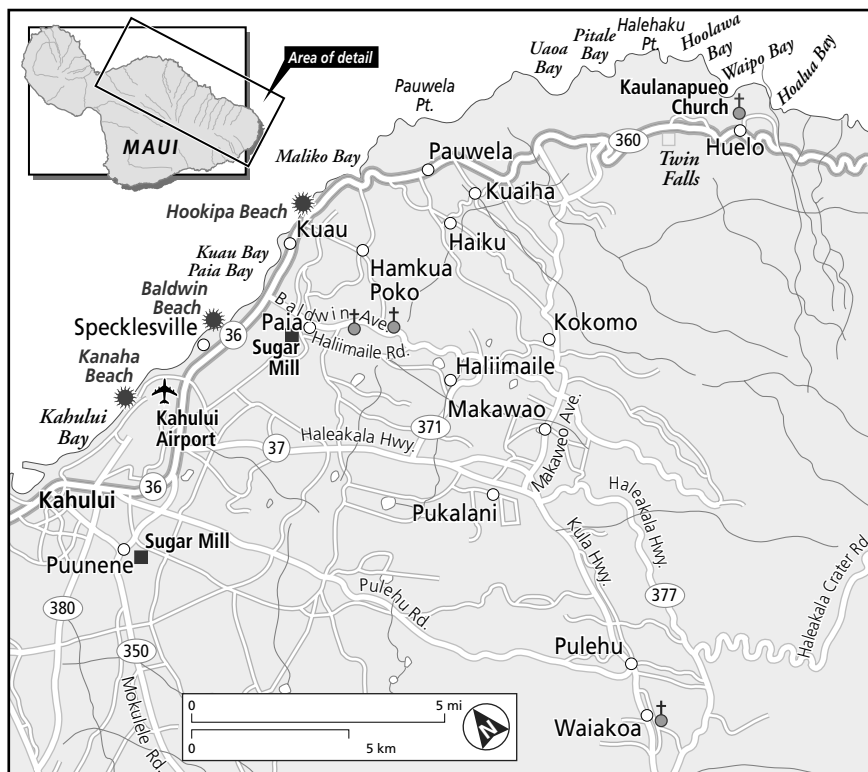 Area of detail
MAUI
Halehaku
Pt.
Hoolawa
Bay
Pitale
Bay
Uaoa
Bay
Waipo Bay
Hoalua Bay
Pauwela
Pt.
Kaulanapueo
Church
360
Huelo
Twin
Falls
Maliko Bay
Pauwela
Kuaiha
Hookipa Beach
Haiku
Kuau
Kuau Bay
Paia Bay
Hamkua
Poko
Baldwin
Beach
Baldwin Ave.
Specklesville
36
Paia
Kokomo
Sugar
Mill
Haliimaile Rd.
Kanaha
Beach
Haliimaile
Kahului
Bay
Kahului
Airport
Makawao
371
Makaweo Ave.
37
Haleakala Hwy.
36
Kahului
Pukalani
Haleakala Hwy.
Kula Hwy.
Sugar Mill
Puunene
Haleakala Crater Rd.
Pulehu Rd.
377
380
350
Pulehu
Mokulele Rd.
0
5 mi
0
5 km
N
Waiakoa